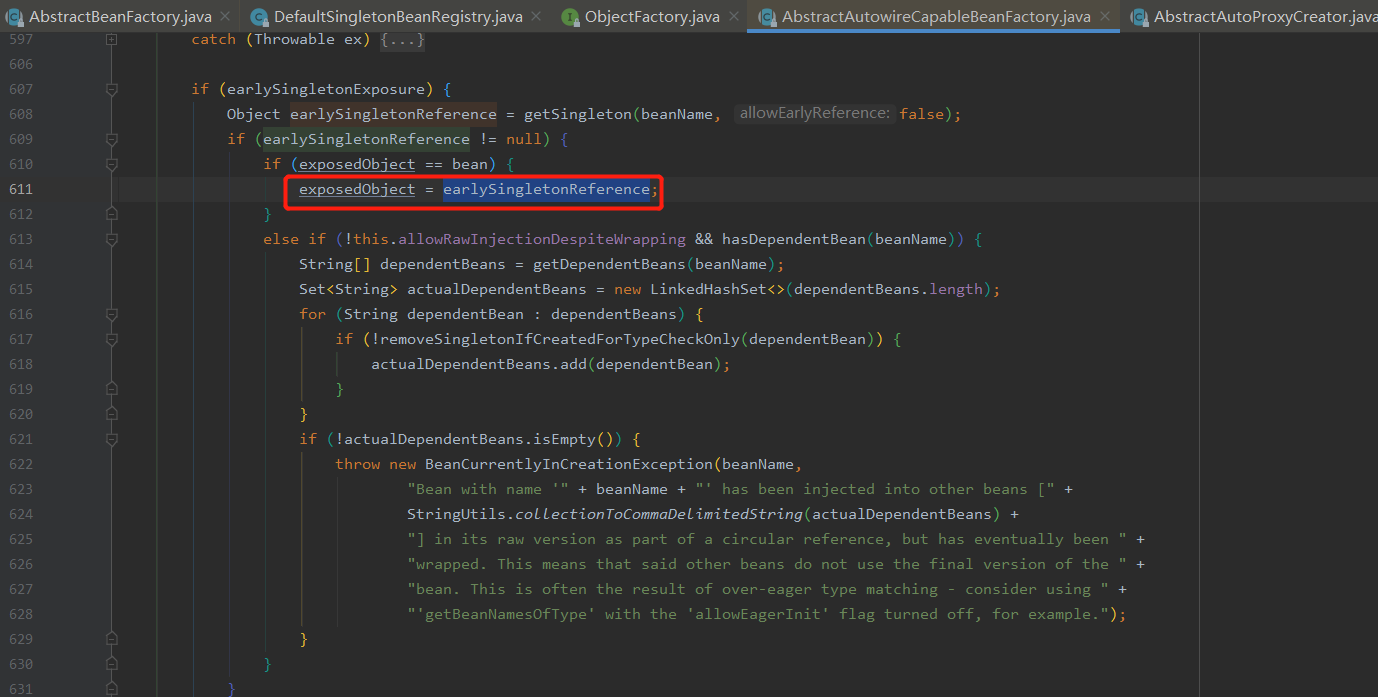 AbstractBeanFactory.java DefaultSingletonBeanRegistry.java ObjectFactory.java AbstractAutowireCapableBeanFactory.java AbstractAutoProxyCreator.java
597 catch (Throwable ex) {...}
606
607 if (earlySingletonExposure) {
608 Object earlySingletonReference = getSingleton(beanName, allowEarlyReference: false);
609 if (earlySingletonReference != null) {
610 if (exposedObject == bean) {
611 exposedObject = earlySingletonReference;
612 }
613 else if (!this.allowRawInjectionDespiteWrapping && hasDependentBean(beanName)) {
614 String[] dependentBeans = getDependentBeans(beanName);
615 Set<String> actualDependentBeans = new LinkedHashSet<>(dependentBeans.length);
616 for (String dependentBean : dependentBeans) {
617 if (!removeSingletonIfCreatedForTypeCheckOnly(dependentBean)) {
618 actualDependentBeans.add(dependentBean);
619 }
620 }
621 if (!actualDependentBeans.isEmpty()) {
622 throw new BeanCurrentlyInCreationException(beanName,
623 "Bean with name '" + beanName + "' has been injected into other beans [" +
624 StringUtils.collectionToCommaDelimitedString(actualDependentBeans) +
625 "] in its raw version as part of a circular reference, but has eventually been " +
626 "wrapped. This means that said other beans do not use the final version of the " +
627 "bean. This is often the result of over-eager type matching - consider using " +
628 "'getBeanNamesOfType' with the 'allowEagerInit' flag turned off, for example.");
629 }
630 }
631 }